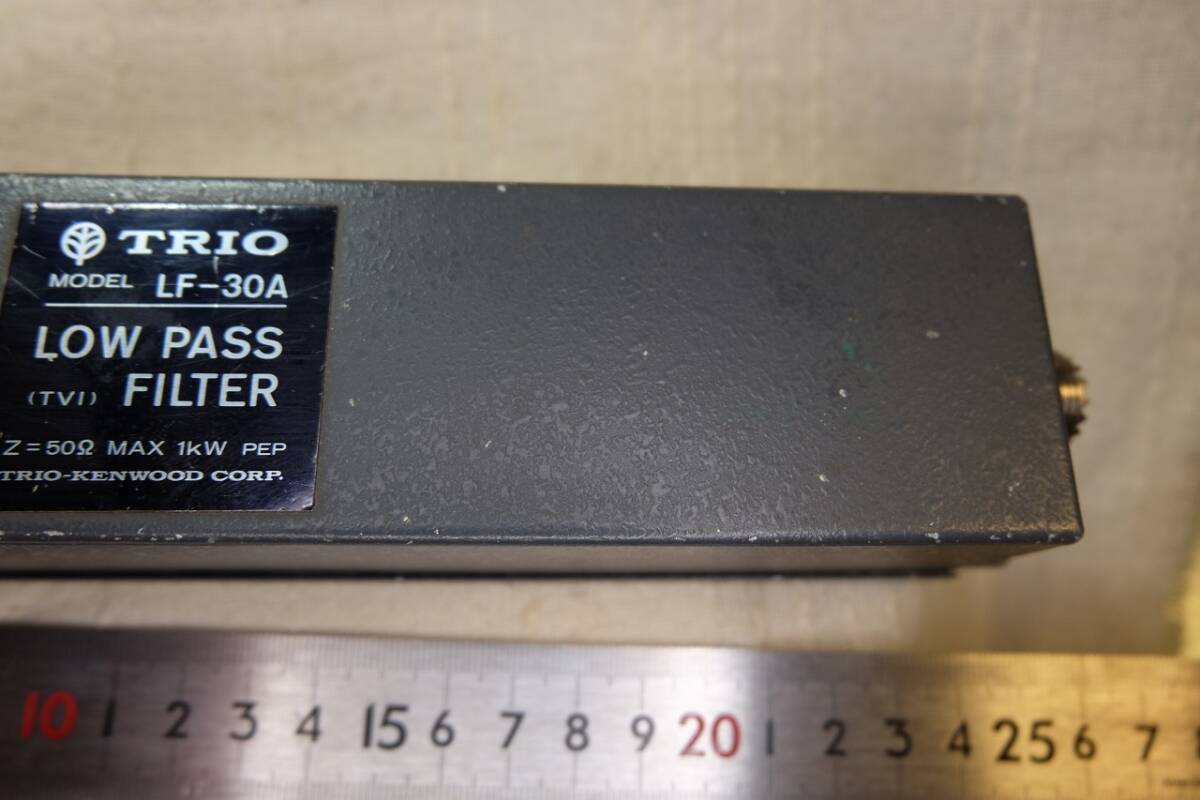 TRIO
MODEL LF-30A
LOW PASS
(TVI) FILTER
Z=50Ω MAX 1kW PEP
TRIO-KENWOOD CORP.
10 1 2 3 4 15 6 7 8 9 20 1 2 3 4 25 6 7